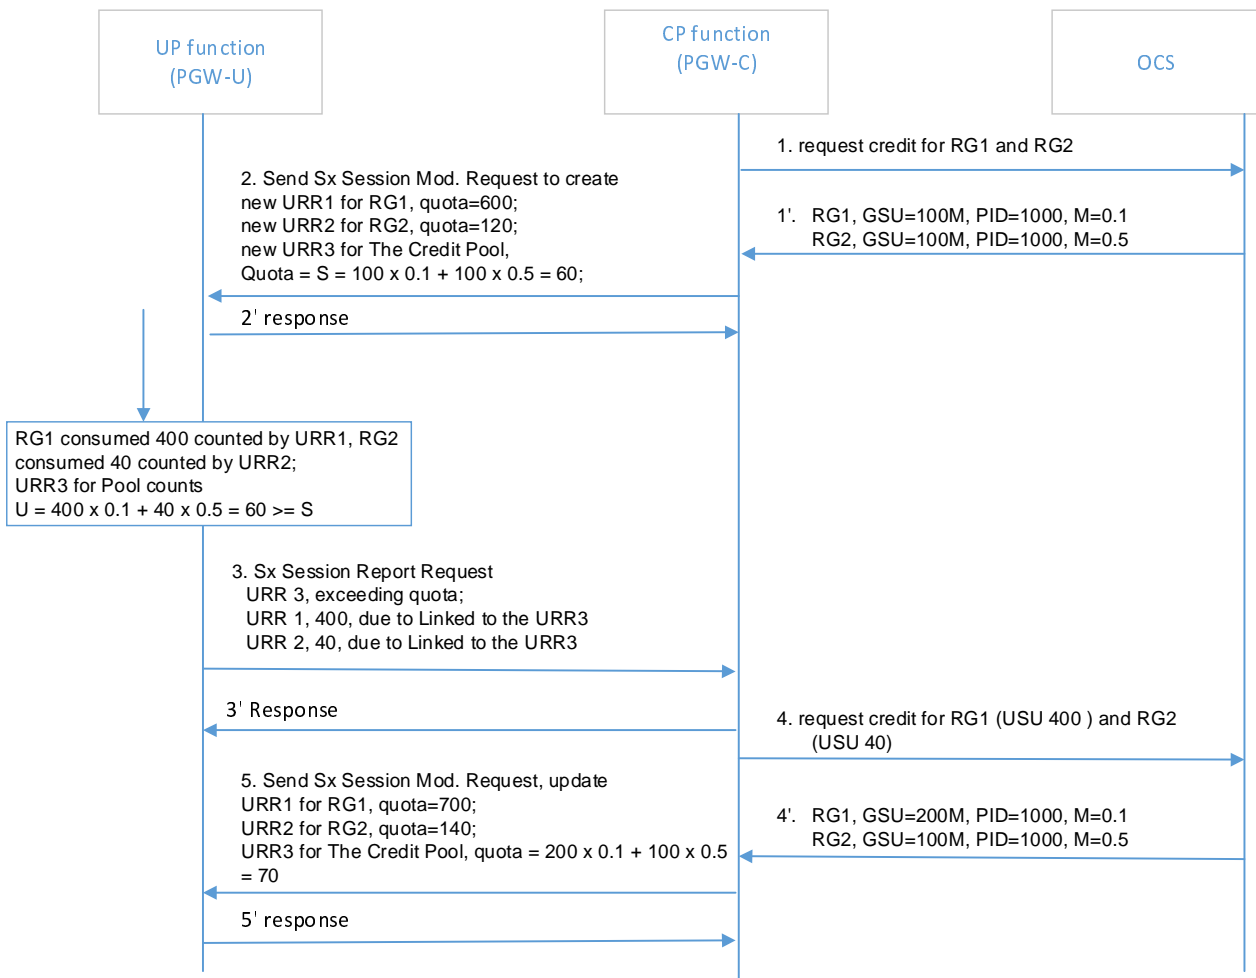 UP function
(PGW-U)
CP function
(PGW-C)
OCS
1. request credit for RG1 and RG2
2. Send Sx Session Mod. Request to create
new URR1 for RG1, quota=600;
new URR2 for RG2, quota=120;
new URR3 for The Credit Pool,
Quota = S = 100 x 0.1 + 100 x 0.5 = 60;
1'. RG1, GSU=100M, PID=1000, M=0.1
RG2, GSU=100M, PID=1000, M=0.5
2' response
RG1 consumed 400 counted by URR1, RG2
consumed 40 counted by URR2;
URR3 for Pool counts
U = 400 x 0.1 + 40 x 0.5 = 60 >= S
3. Sx Session Report Request
URR 3, exceeding quota;
URR 1, 400, due to Linked to the URR3
URR 2, 40, due to Linked to the URR3
3' Response
4. request credit for RG1 (USU 400 ) and RG2
(USU 40)
5. Send Sx Session Mod. Request, update
URR1 for RG1, quota=700;
URR2 for RG2, quota=140;
URR3 for The Credit Pool, quota = 200 x 0.1 + 100 x 0.5
= 70
4'. RG1, GSU=200M, PID=1000, M=0.1
RG2, GSU=100M, PID=1000, M=0.5
5' response